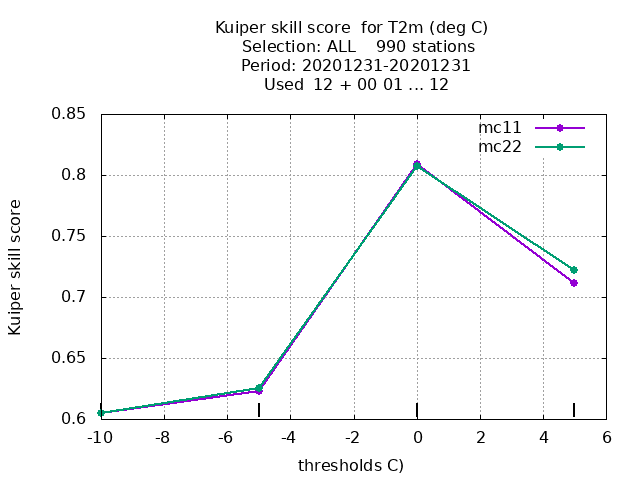 Kuiper skill score  for T2m (deg C)
Selection: ALL    990 stations
Period: 20201231-20201231
Used  12 + 00 01 ... 12
mc11
mc22
0.85
0.8
0.75
0.7
0.65
0.6
Kuiper skill score
-10
-8
-6
-4
-2
0
2
4
6
thresholds C)